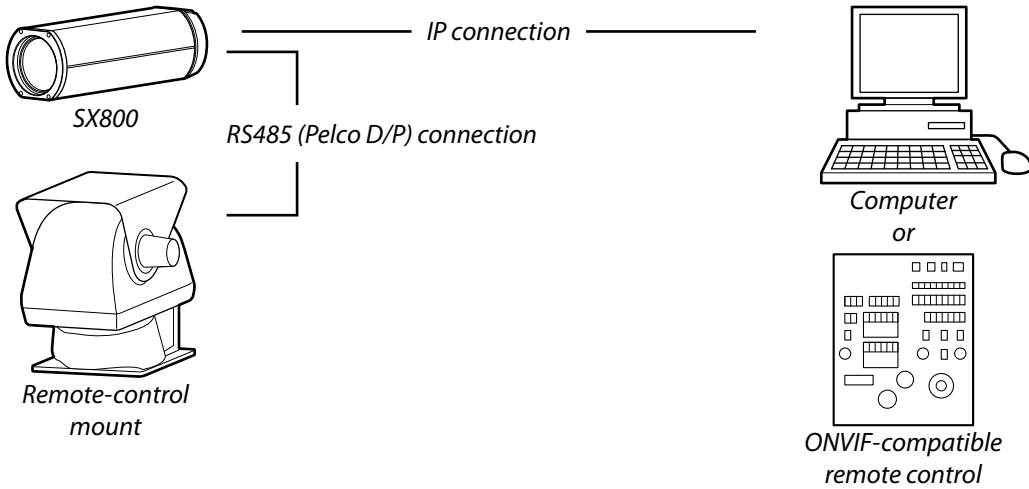 IP connection
SX800
RS485 (Pelco D/P) connection
Computer
or
Remote-control
mount
ONVIF-compatible
remote control